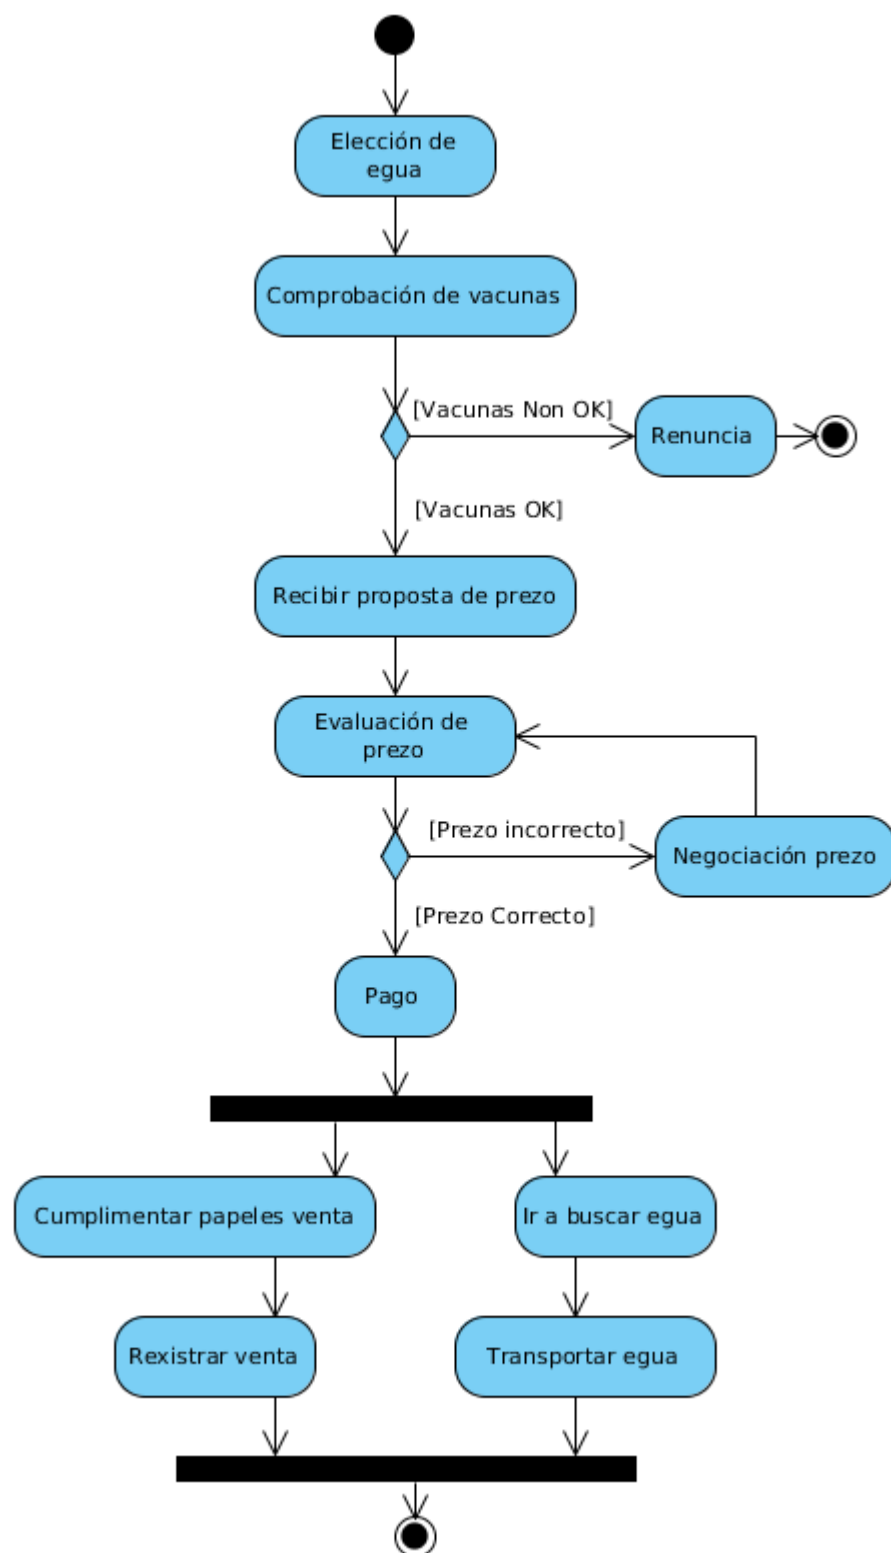 Elección de
egua
Comprobación de vacunas
[Vacunas Non OK]
Renuncia
[Vacunas OK]
Recibir proposta de prezo
Evaluación de
prezo
[Prezo incorrecto]
Negociación prezo
[Prezo Correcto]
Pago
Cumplimentar papeles venta
Ir a buscar egua
Rexistrar venta
Transportar egua